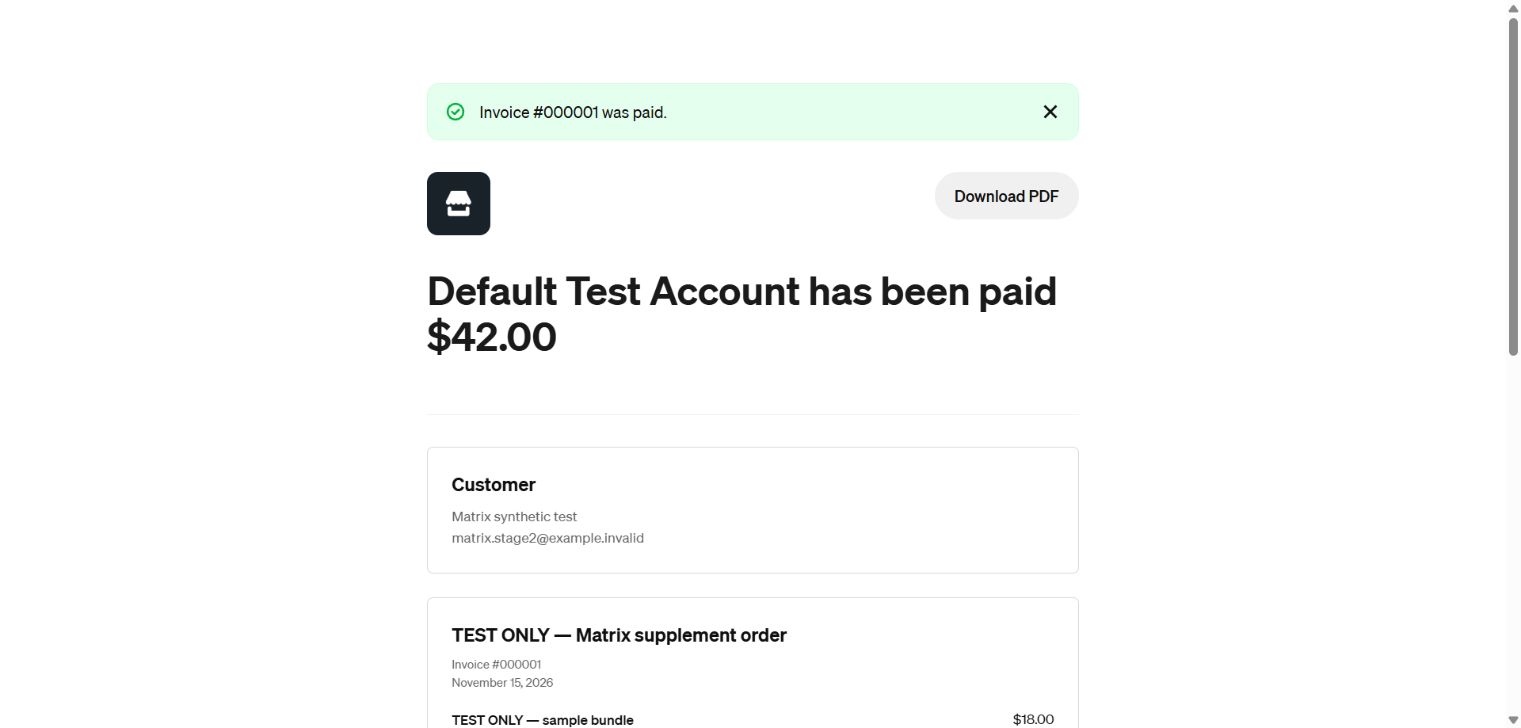 Invoice #000001 was paid.
Download PDF
Default Test Account has been paid
$42.00
Customer
Matrix synthetic test
matrix.stage2@example.invalid
TEST ONLY — Matrix supplement order
Invoice #000001
November 15, 2026
TEST ONLY — sample bundle $18.00